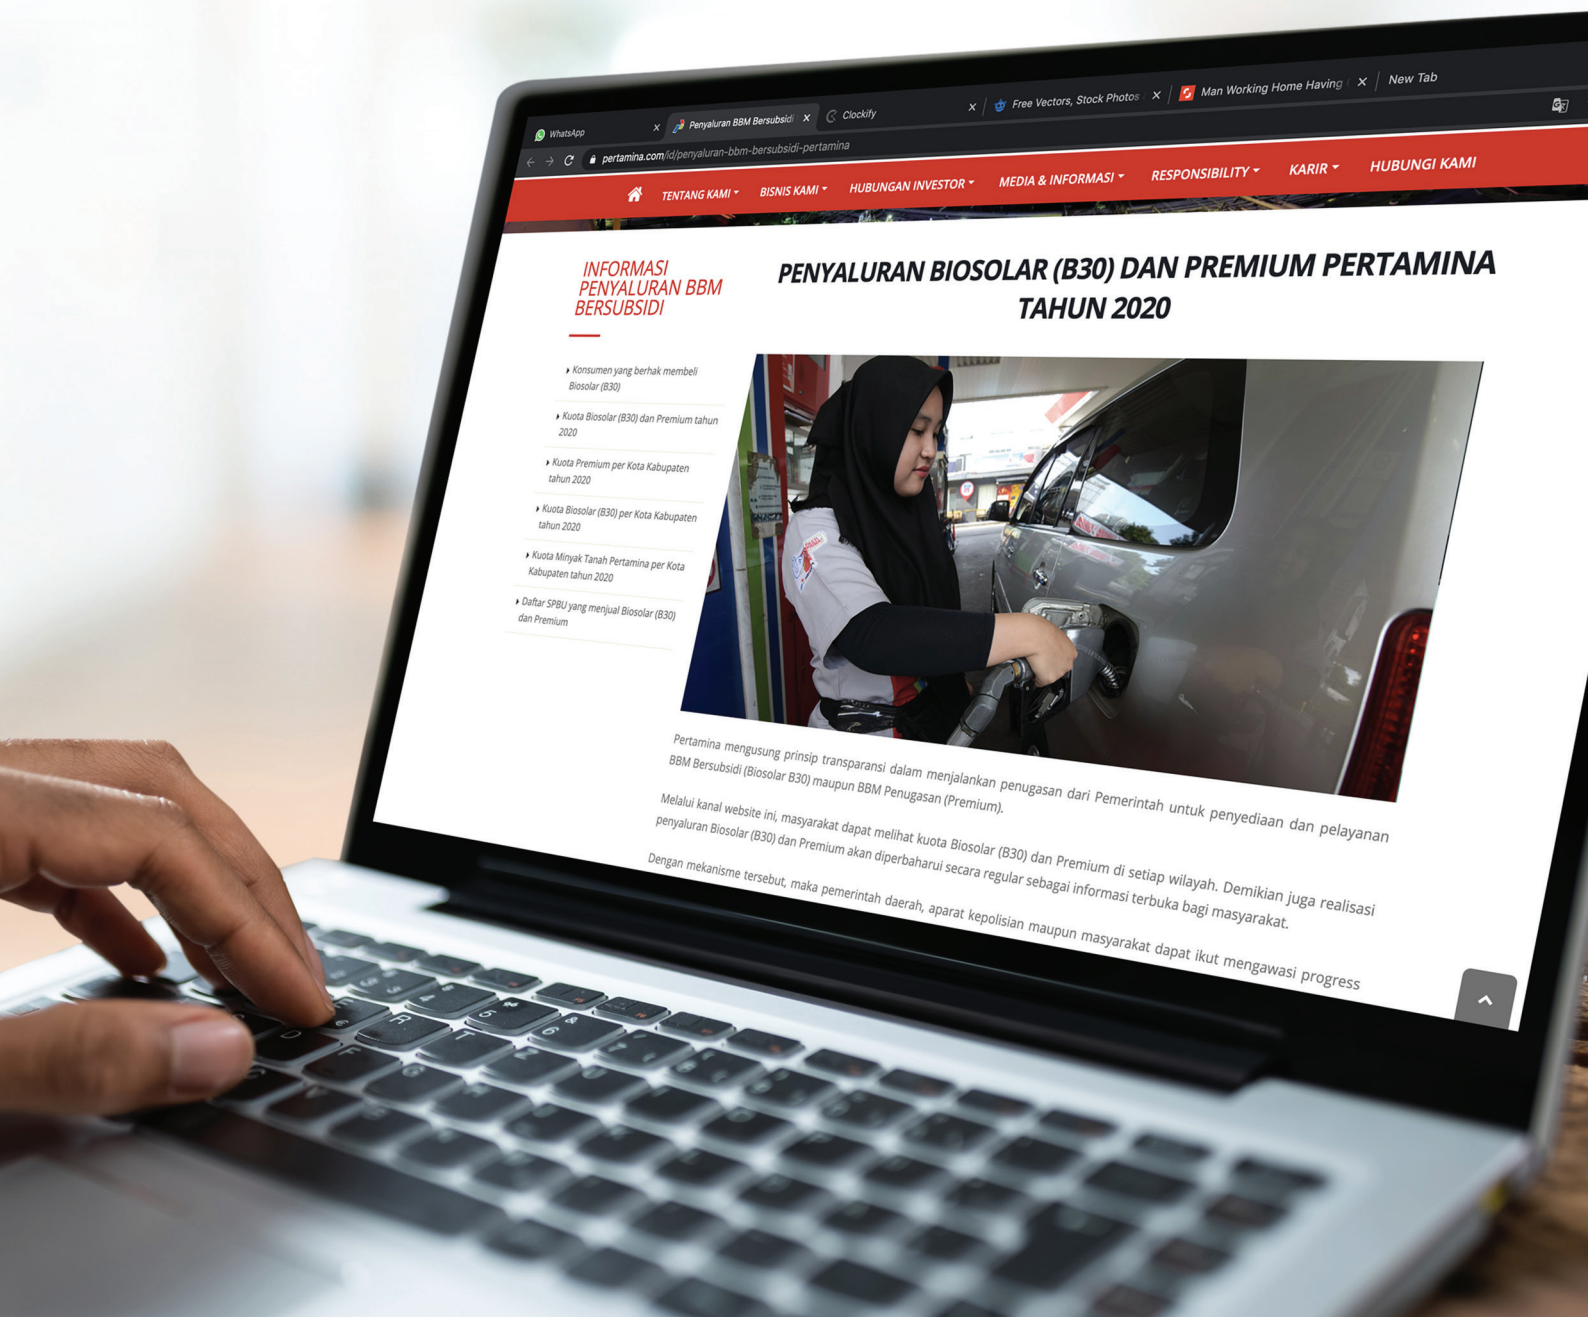 WhatsApp
Penyaluran BBM Bersubsidi
Clockify
Free Vectors, Stock Photos
Man Working Home Having
New Tab
pertamina.com/id/penyaluran-bbm-bersubsidi-pertamina
TENTANG KAMI
BISNIS KAMI
HUBUNGAN INVESTOR
MEDIA & INFORMASI
RESPONSIBILITY
KARIR
HUBUNGI KAMI
INFORMASI
PENYALURAN BBM
BERSUBSIDI
Konsumen yang berhak membeli
Biosolar (B30)
Kuota Biosolar (B30) dan Premium tahun
2020
Kuota Premium per Kota Kabupaten
tahun 2020
Kuota Biosolar (B30) per Kota Kabupaten
tahun 2020
Kuota Minyak Tanah Pertamina per Kota
Kabupaten tahun 2020
Daftar SPBU yang menjual Biosolar (B30)
dan Premium
PENYALURAN BIOSOLAR (B30) DAN PREMIUM PERTAMINA
TAHUN 2020
Pertamina mengusung prinsip transparansi dalam menjalankan penugasan dari Pemerintah untuk penyediaan dan pelayanan
BBM Bersubsidi (Biosolar B30) maupun BBM Penugasan (Premium).
Melalui kanal website ini, masyarakat dapat melihat kuota Biosolar (B30) dan Premium di setiap wilayah. Demikian juga realisasi
penyaluran Biosolar (B30) dan Premium akan diperbaharui secara regular sebagai informasi terbuka bagi masyarakat.
Dengan mekanisme tersebut, maka pemerintah daerah, aparat kepolisian maupun masyarakat dapat ikut mengawasi progress